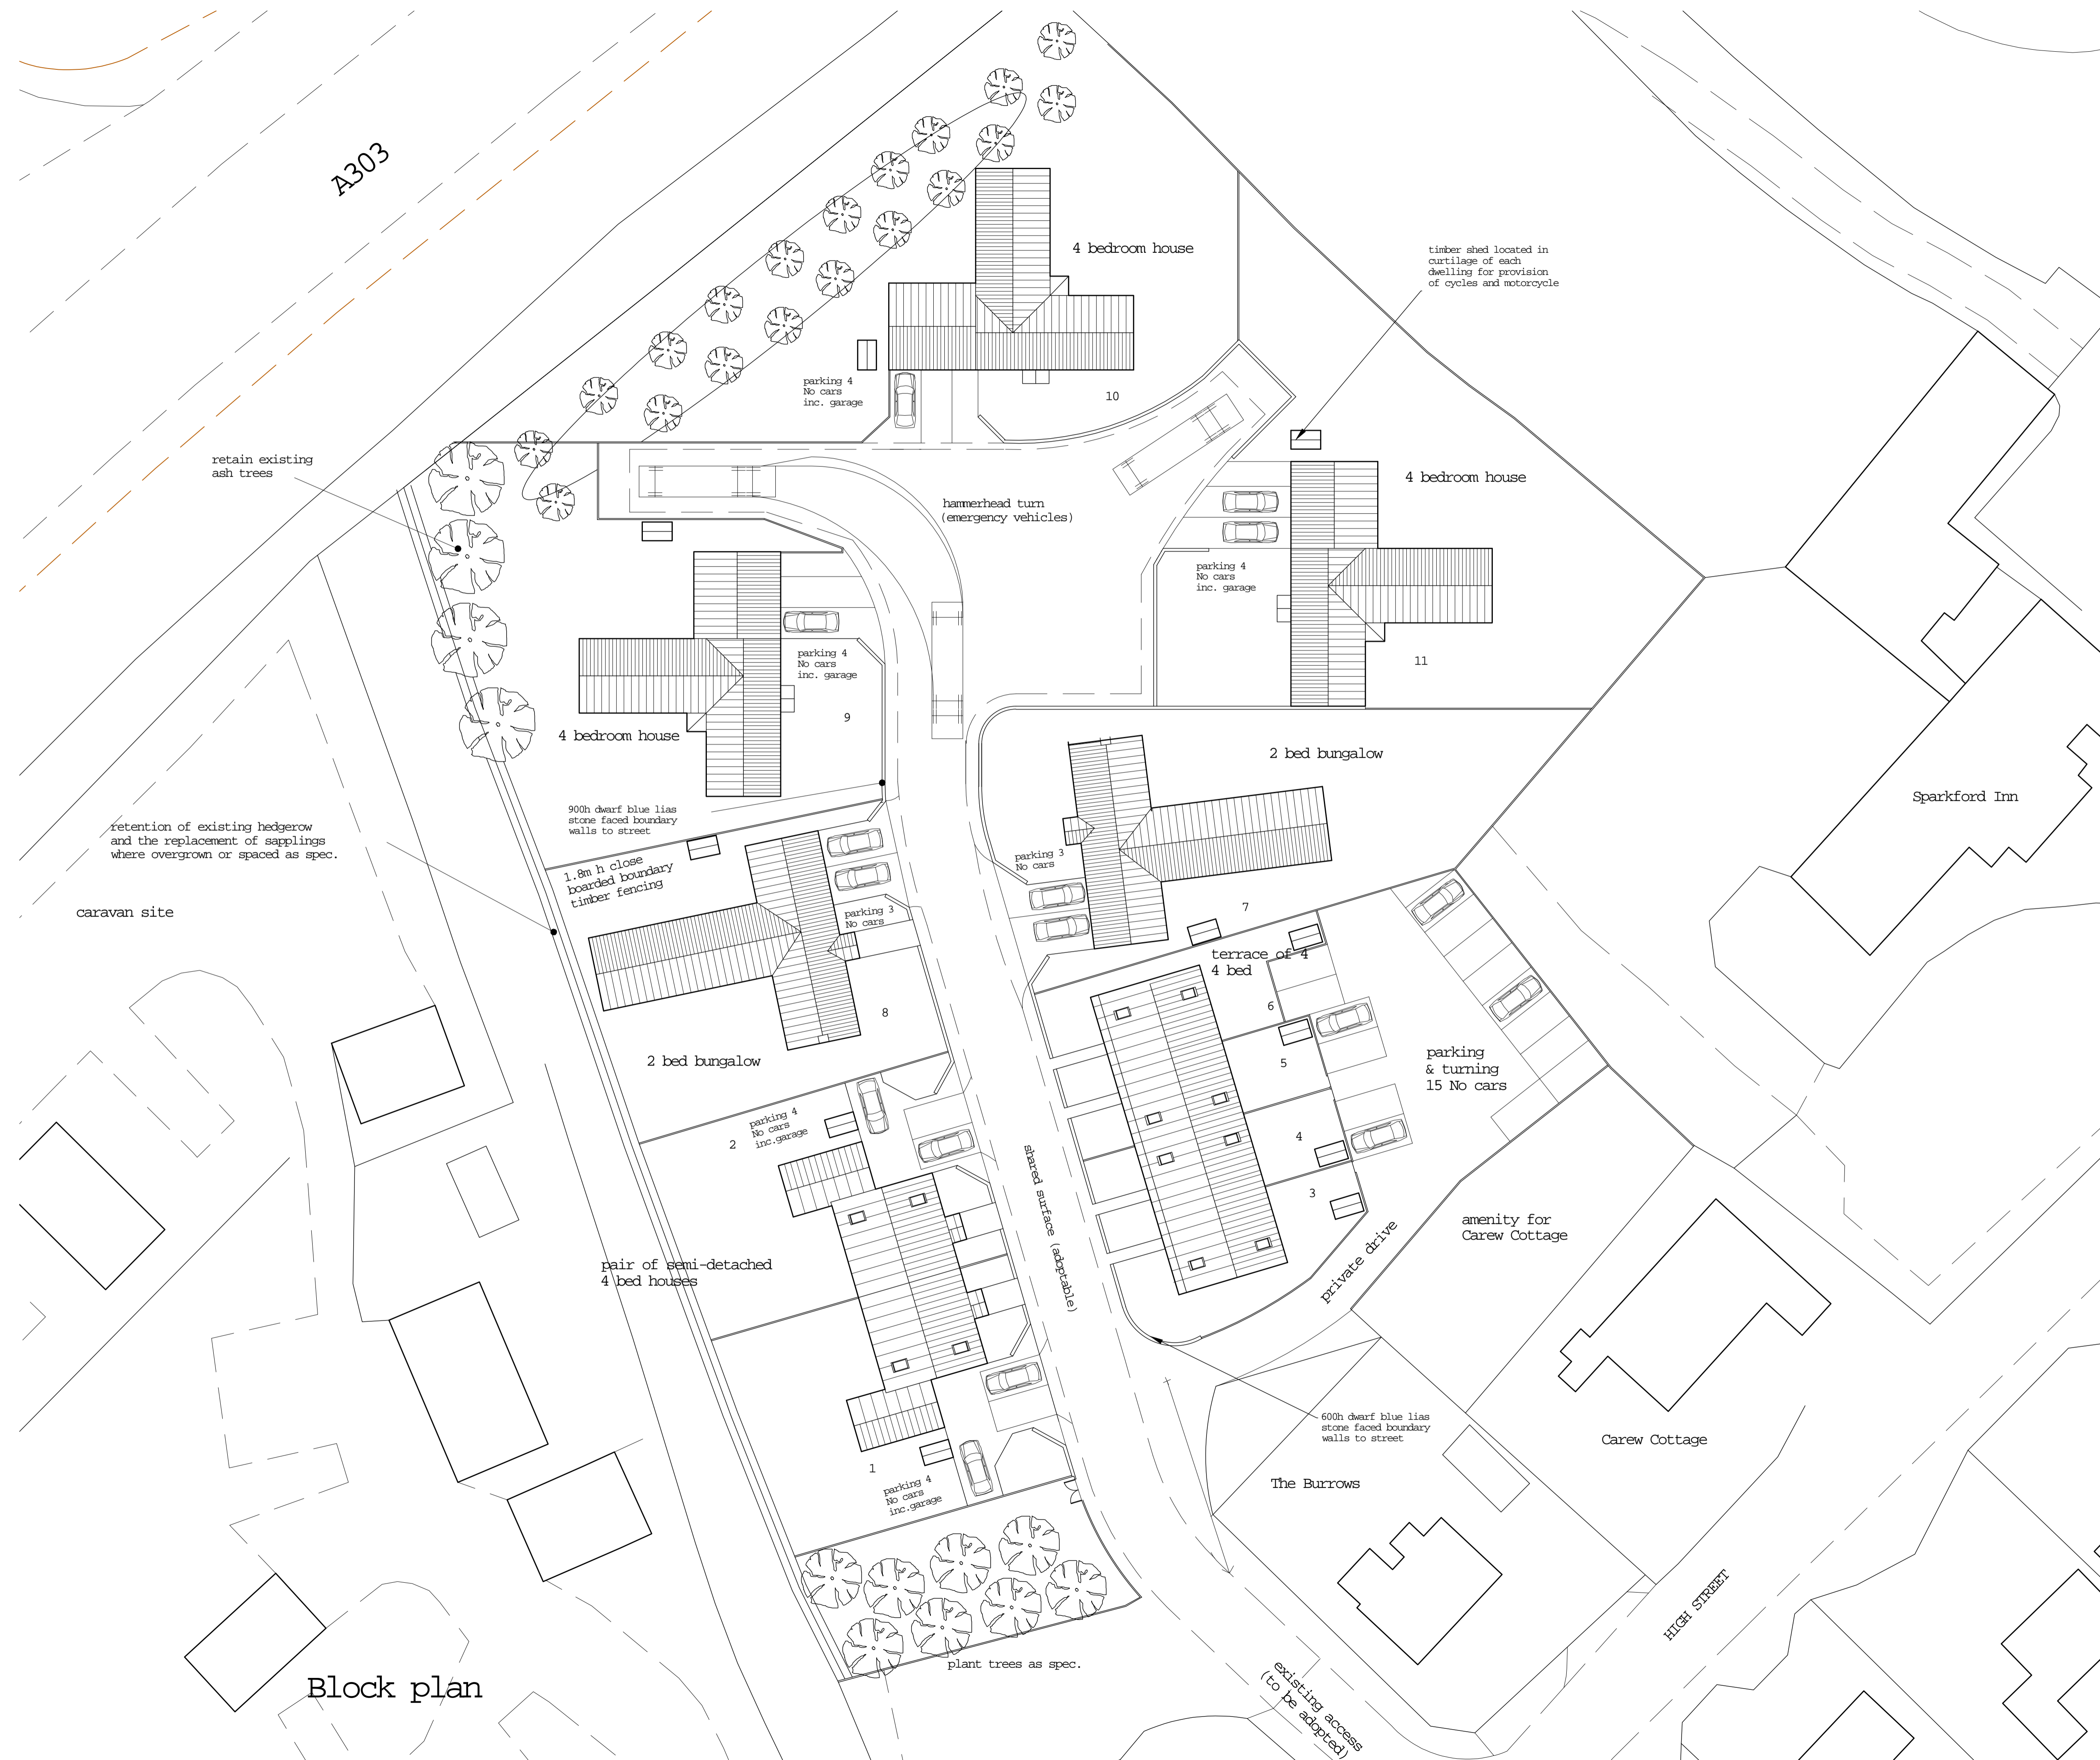 A303
4 bedroom house
timber shed located in
curtilage of each
dwelling for provision
of cycles and motorcycle
parking 4
No cars
inc. garage
10
retain existing
ash trees
4 bedroom house
hammerhead turn
(emergency vehicles)
parking 4
No cars
inc. garage
11
parking 4
No cars
inc. garage
9
4 bedroom house
2 bed bungalow
Sparkford Inn
900h dwarf blue lias
stone faced boundary
walls to street
retention of existing hedgerow
and the replacement of sapplings
where overgrown or spaced as spec.
1.8m h close
boarded boundary
timber fencing
parking 3
No cars
parking 3
No cars
caravan site
7
terrace of 4
4 bed
6
8
5
parking
& turning
15 No cars
2 bed bungalow
parking 4
No cars
inc.garage
2
4
3
shared surface (adoptable)
amenity for
Carew Cottage
private drive
pair of semi-detached
4 bed houses
600h dwarf blue lias
stone faced boundary
walls to street
Carew Cottage
1
parking 4
No cars
inc.garage
The Burrows
HIGH STREET
plant trees as spec.
existing access
(to be adopted)
Block plan